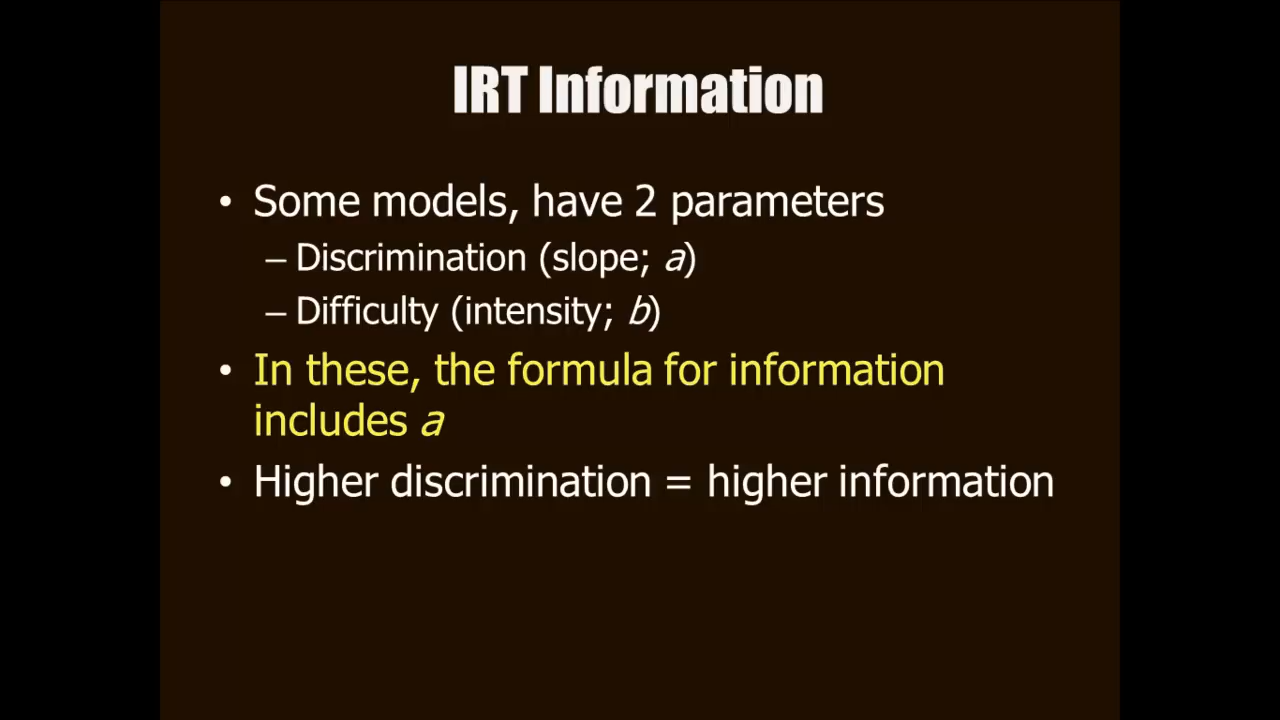 IRT Information
• Some models, have 2 parameters
– Discrimination (slope; a)
– Difficulty (intensity; b)
• In these, the formula for information
includes a
• Higher discrimination = higher information